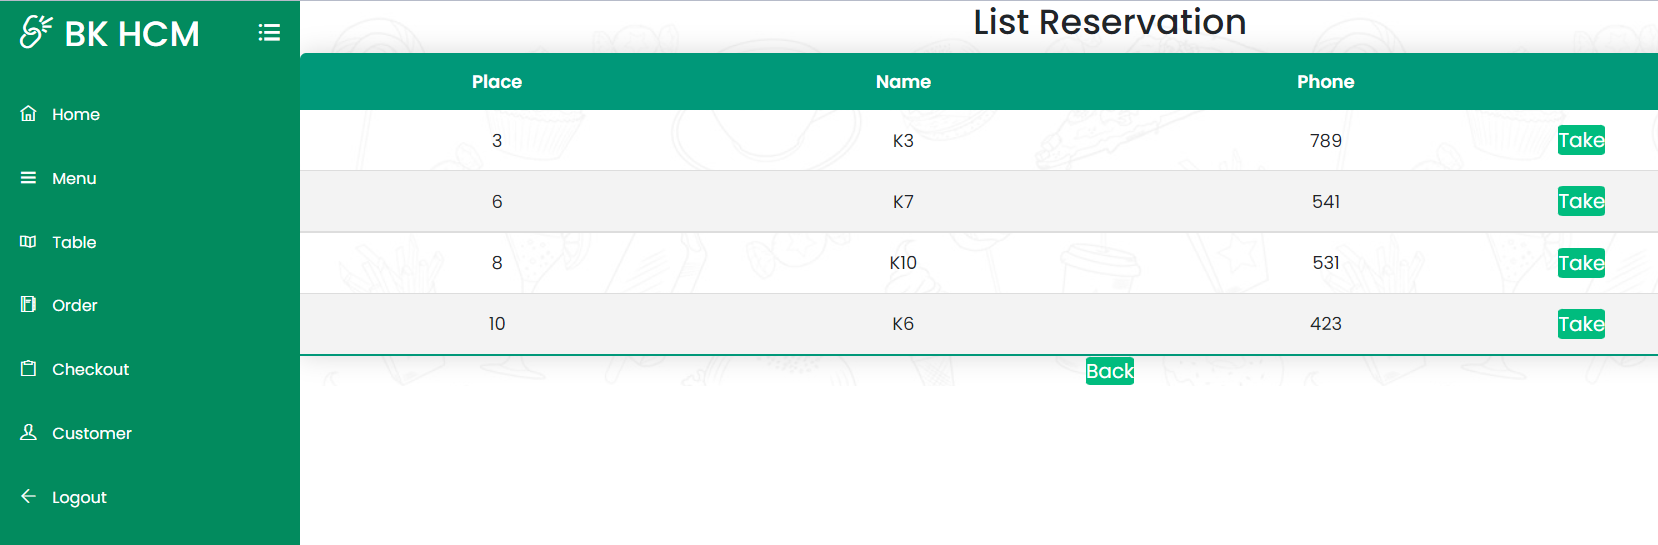 BK HCM
Home
Menu
Table
Order
Checkout
Customer
Logout
List Reservation
Place Name Phone
3 K3 789 Take
6 K7 541 Take
8 K10 531 Take
10 K6 423 Take
Back